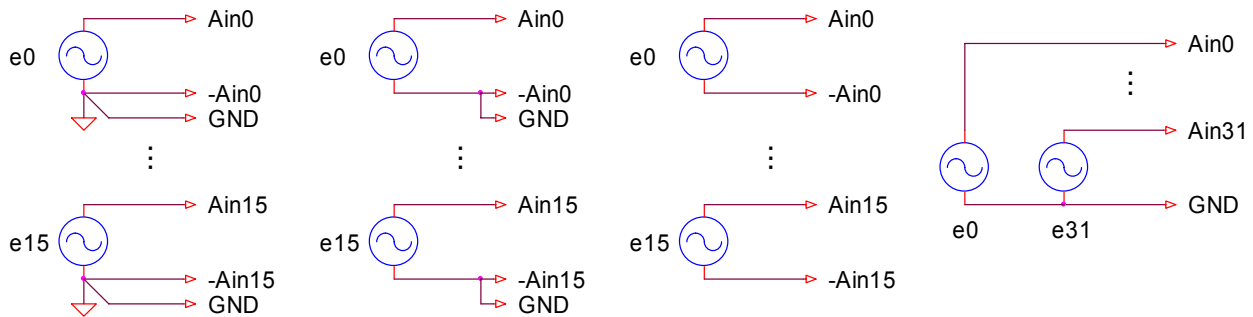 Ain0
e0
-Ain0
GND
⋮
Ain15
e15
-Ain15
GND
Ain0
e0
-Ain0
GND
⋮
Ain15
e15
-Ain15
GND
Ain0
e0
-Ain0
⋮
Ain15
e15
-Ain15
Ain0
⋮
Ain31
GND
e0 e31